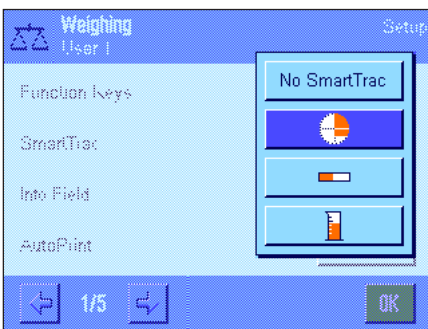 Weighing
User 1
Setup
Function Keys
SmartTrac
Info Field
AutoPrint
No SmartTrac
1/5
OK